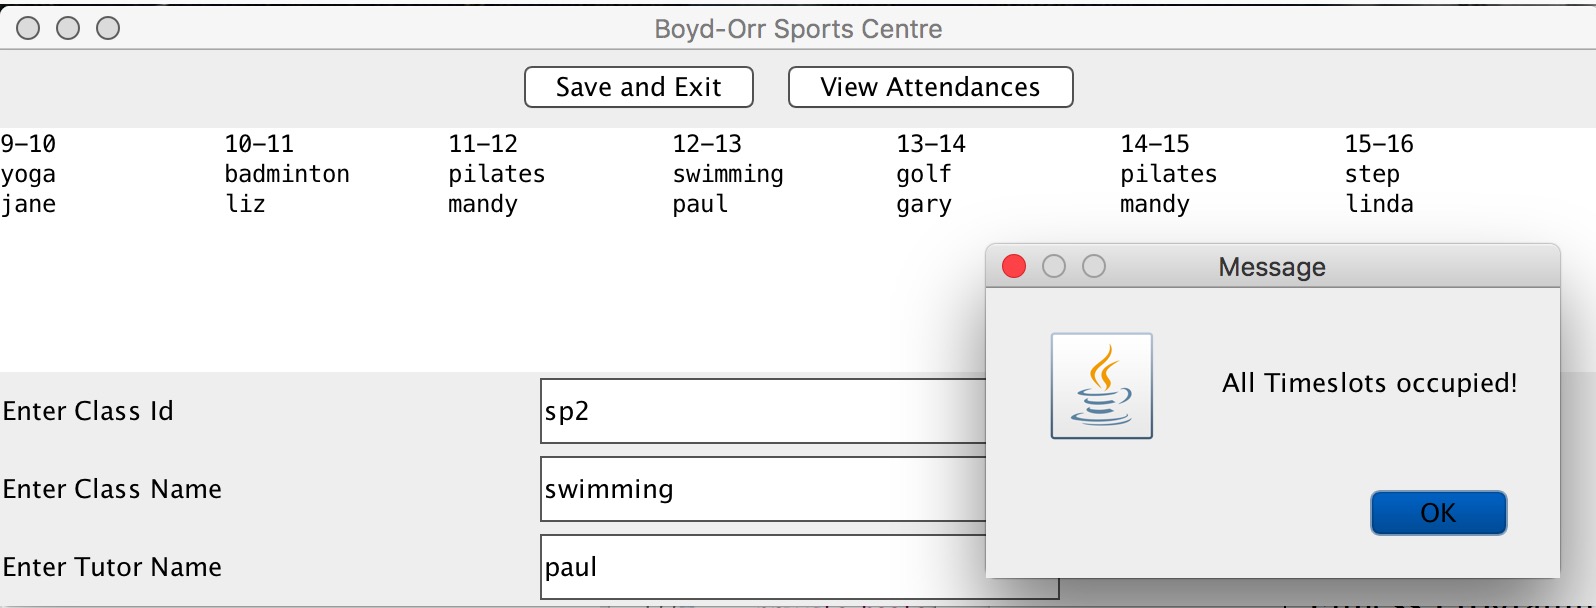 Boyd-Orr Sports Centre
Save and Exit View Attendances
9-10 10-11 11-12 12-13 13-14 14-15 15-16
yoga badminton pilates swimming golf pilates step
jane liz mandy paul gary mandy linda
Message
All Timeslots occupied!
OK
Enter Class Id sp2
Enter Class Name swimming
Enter Tutor Name paul